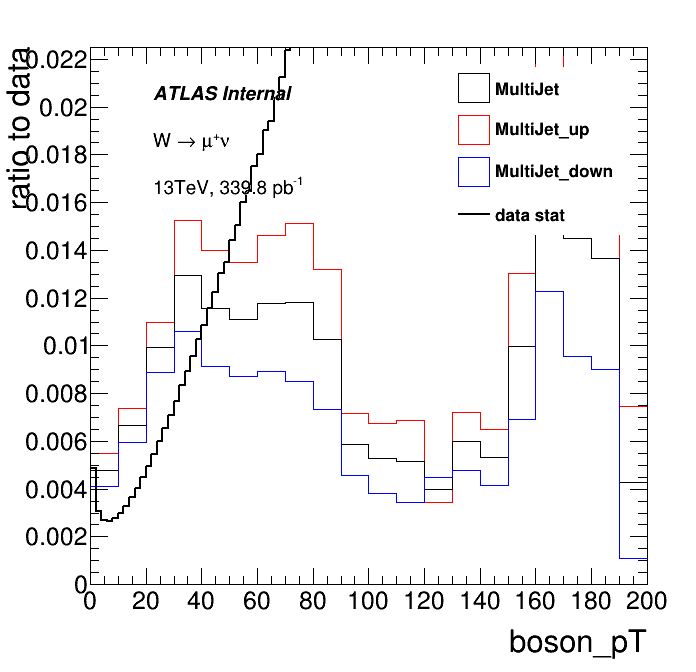 ratio to data
0.022
0.02
0.018
0.016
0.014
0.012
0.01
0.008
0.006
0.004
0.002
0
ATLAS Internal
W → μ⁺ν
13TeV, 339.8 pb⁻¹
MultiJet
MultiJet_up
MultiJet_down
data stat
0 20 40 60 80 100 120 140 160 180 200
boson_pT